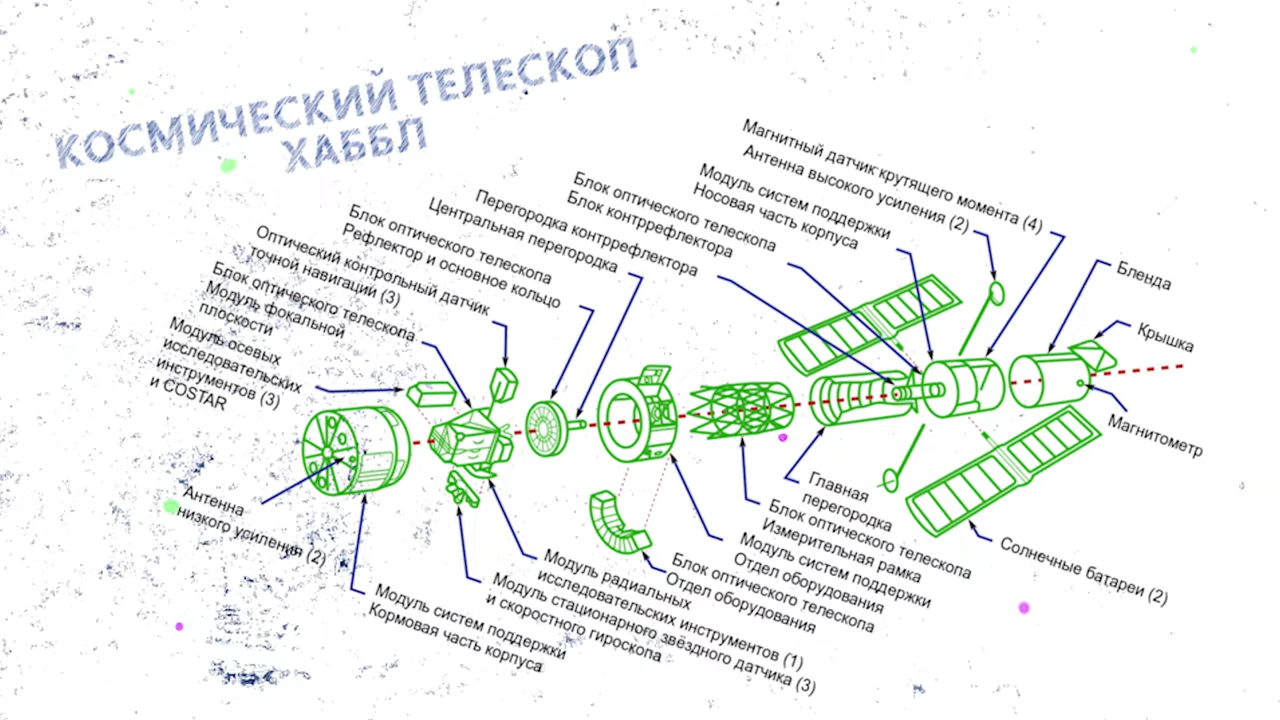 КОСМИЧЕСКИЙ ТЕЛЕСКОП
ХАББЛ
Магнитный датчик крутящего момента (4)
Антенна высокого усиления (2)
Модуль систем поддержки
Носовая часть корпуса
Блок оптического телескопа
Блок контррефлектора
Перегородка контррефлектора
Центральная перегородка
Блок оптического телескопа
Рефлектор и основное кольцо
Оптический контрольный датчик
точной навигации (3)
Блок оптического телескопа
Модуль фокальной
плоскости
Модуль осевых
исследовательских
инструментов (3)
и COSTAR
Бленда
Крышка
Магнитометр
Солнечные батареи (2)
Главная
перегородка
Блок оптического телескопа
Измерительная рамка
Модуль систем поддержки
Отдел оборудования
Блок оптического телескопа
Отдел оборудования
Модуль радиальных
исследовательских инструментов (1)
Модуль стационарного звёздного датчика (3)
и скоростного гироскопа
Модуль систем поддержки
Кормовая часть корпуса
Антенна
низкого усиления (2)